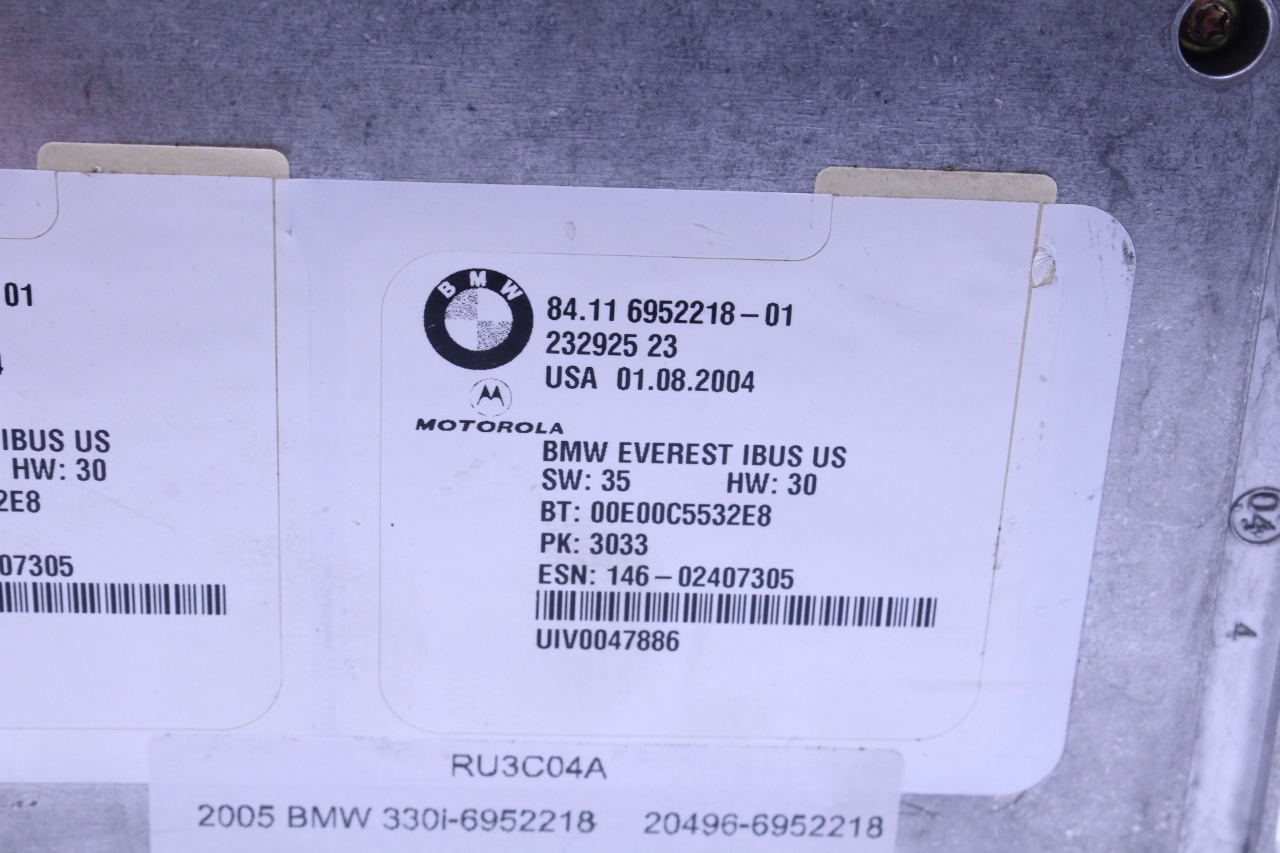 01
IBUS US
HW: 30
2E8
07305
BMW
84.11 6952218-01
232925 23
USA 01.08.2004
MOTOROLA
BMW EVEREST IBUS US
SW: 35 HW: 30
BT: 00E00C5532E8
PK: 3033
ESN: 146-02407305
UIV0047886
04
4
RU3C04A
2005 BMW 330i-6952218 20496-6952218